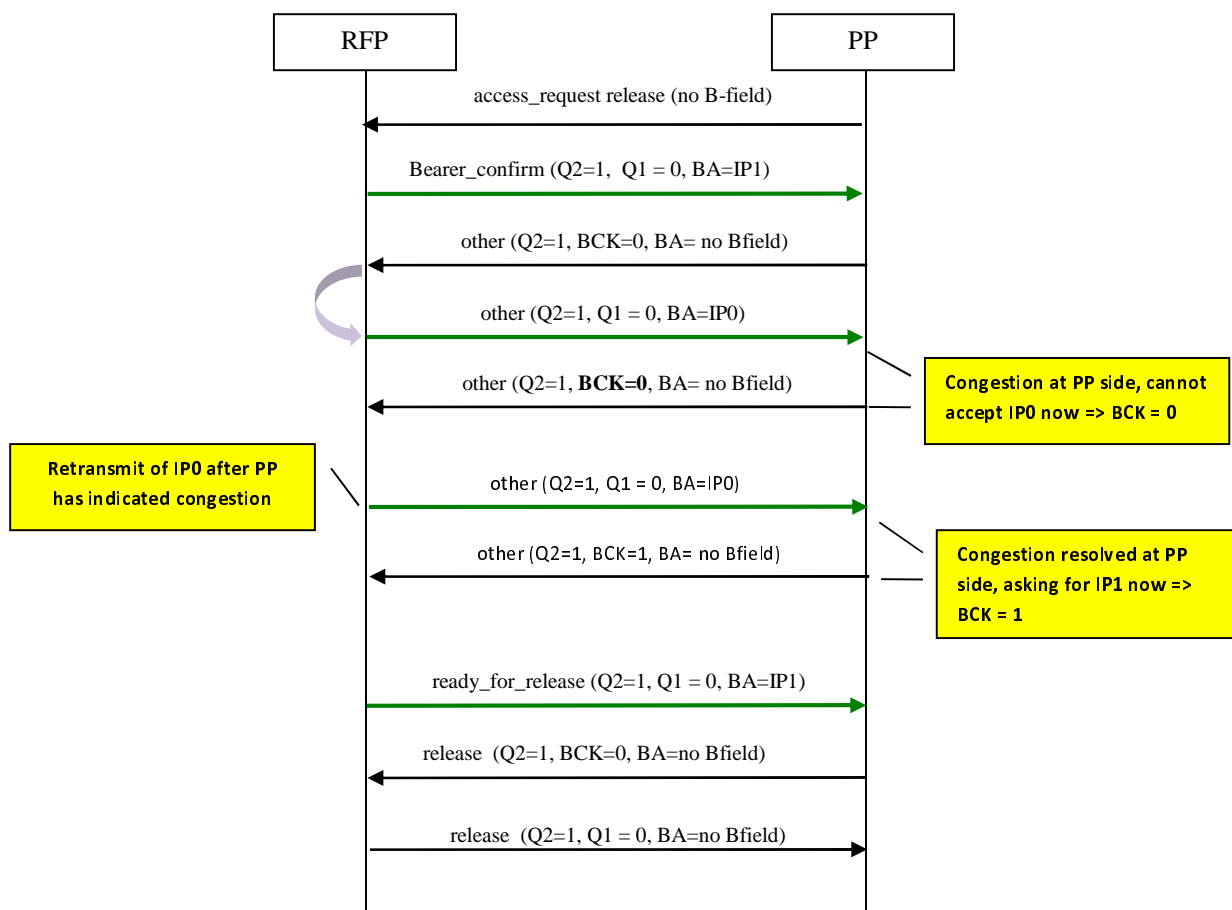 RFP
PP
access_request release (no B-field)
Bearer_confirm (Q2=1, Q1 = 0, BA=IP1)
other (Q2=1, BCK=0, BA= no Bfield)
other (Q2=1, Q1 = 0, BA=IP0)
other (Q2=1, BCK=0, BA= no Bfield)
Congestion at PP side, cannot
accept IP0 now => BCK = 0
Retransmit of IP0 after PP
has indicated congestion
other (Q2=1, Q1 = 0, BA=IP0)
other (Q2=1, BCK=1, BA= no Bfield)
Congestion resolved at PP
side, asking for IP1 now =>
BCK = 1
ready_for_release (Q2=1, Q1 = 0, BA=IP1)
release (Q2=1, BCK=0, BA=no Bfield)
release (Q2=1, Q1 = 0, BA=no Bfield)